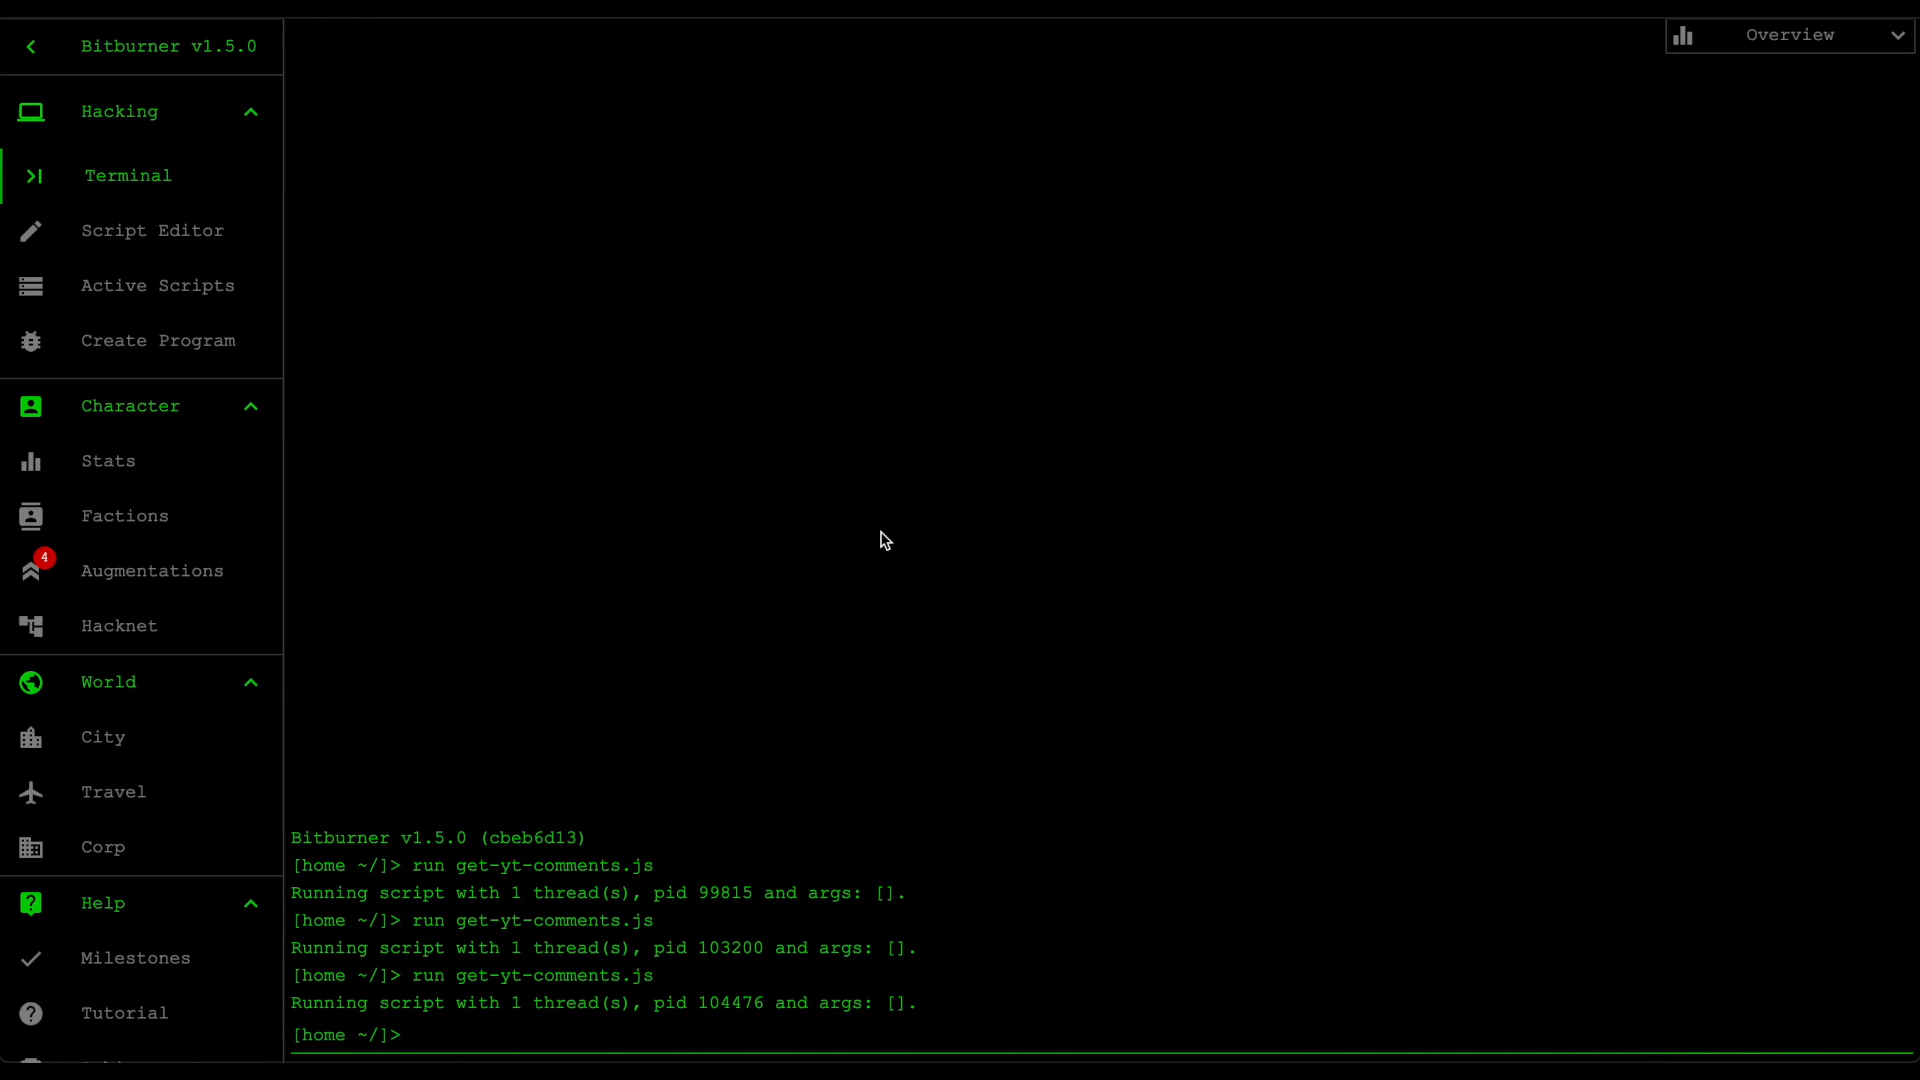 Bitburner v1.5.0
Overview
Hacking
Terminal
Script Editor
Active Scripts
Create Program
Character
Stats
Factions
4
Augmentations
Hacknet
World
City
Travel
Corp
Help
Milestones
Tutorial
Bitburner v1.5.0 (cbeb6d13)
[home ~/]> run get-yt-comments.js
Running script with 1 thread(s), pid 99815 and args: [].
[home ~/]> run get-yt-comments.js
Running script with 1 thread(s), pid 103200 and args: [].
[home ~/]> run get-yt-comments.js
Running script with 1 thread(s), pid 104476 and args: [].
[home ~/]>